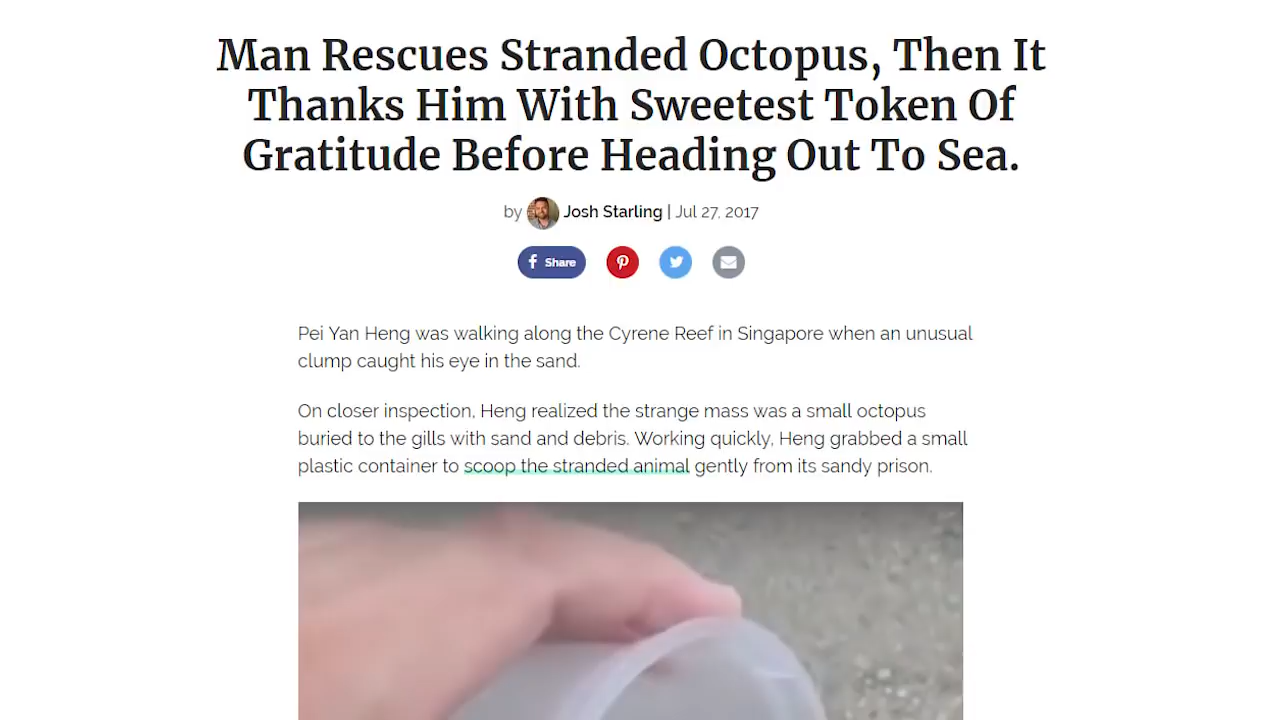 Man Rescues Stranded Octopus, Then It
Thanks Him With Sweetest Token Of
Gratitude Before Heading Out To Sea.
by Josh Starling | Jul 27, 2017
f Share
Pei Yan Heng was walking along the Cyrene Reef in Singapore when an unusual
clump caught his eye in the sand.
On closer inspection, Heng realized the strange mass was a small octopus
buried to the gills with sand and debris. Working quickly, Heng grabbed a small
plastic container to scoop the stranded animal gently from its sandy prison.